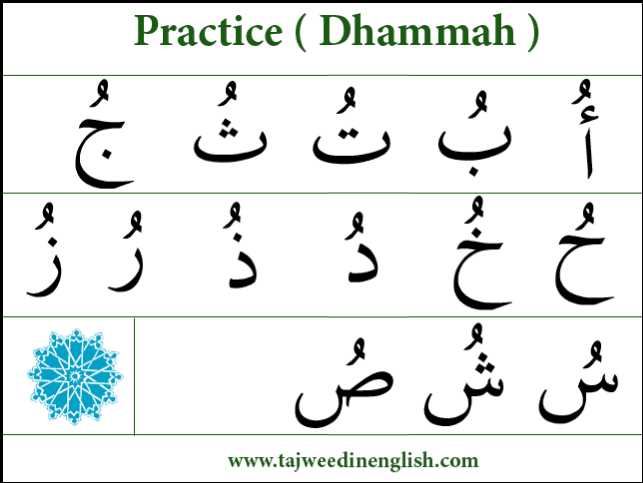 Practice ( Dhammah )
أُ بُ تُ ثُ جُ
حُ خُ دُ ذُ رُ زُ
سُ شُ صُ
www.tajweedinenglish.com